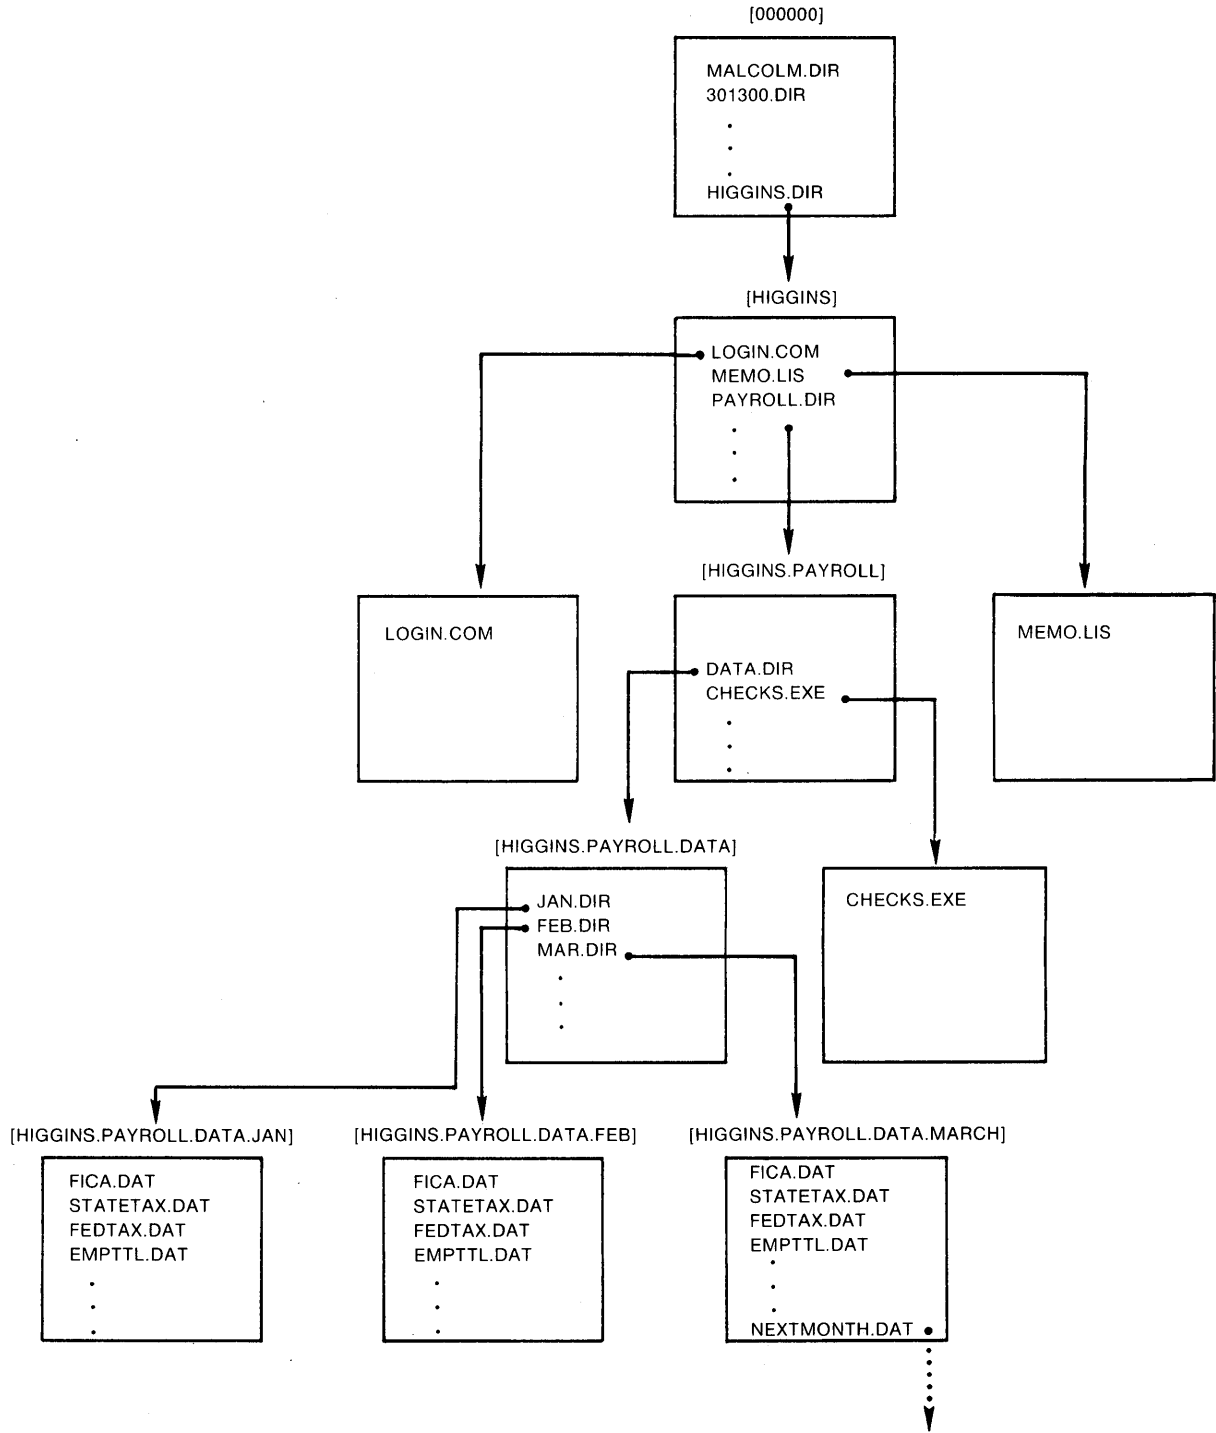 [000000]
MALCOLM.DIR
301300.DIR
.
.
.
HIGGINS.DIR
[HIGGINS]
LOGIN.COM
MEMO.LIS
PAYROLL.DIR
.
.
.
[HIGGINS.PAYROLL]
LOGIN.COM
DATA.DIR
CHECKS.EXE
.
.
.
MEMO.LIS
[HIGGINS.PAYROLL.DATA]
JAN.DIR
FEB.DIR
MAR.DIR
.
.
.
CHECKS.EXE
[HIGGINS.PAYROLL.DATA.JAN]
FICA.DAT
STATETAX.DAT
FEDTAX.DAT
EMPTTL.DAT
.
.
.
[HIGGINS.PAYROLL.DATA.FEB]
FICA.DAT
STATETAX.DAT
FEDTAX.DAT
EMPTTL.DAT
.
.
.
[HIGGINS.PAYROLL.DATA.MARCH]
FICA.DAT
STATETAX.DAT
FEDTAX.DAT
EMPTTL.DAT
.
.
.
NEXTMONTH.DAT